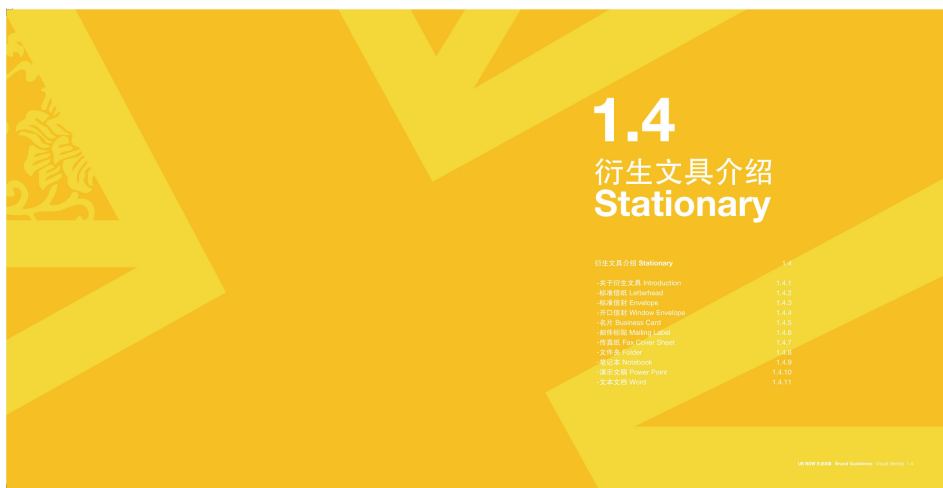 1.4
衍生文具介绍
Stationary
衍生文具介绍 Stationary 1.4
-关于衍生文具 Introduction 1.4.1
-标准信纸 Letterhead 1.4.2
-标准信封 Envelope 1.4.3
-开口信封 Window Envelope 1.4.4
-名片 Business Card 1.4.5
-邮件标贴 Mailing Label 1.4.6
-传真纸 Fax Cover Sheet 1.4.7
-文件夹 Folder 1.4.8
-笔记本 Notebook 1.4.9
-演示文稿 Power Point 1.4.10
-文本文档 Word 1.4.11
Brand Guidelines Visual Identity 1.4